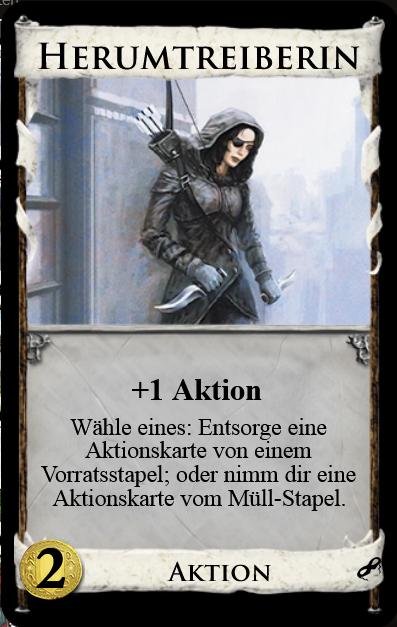 HERUMTREIBERIN
+1 Aktion
Wähle eines: Entsorge eine
Aktionskarte von einem
Vorratsstapel; oder nimm dir eine
Aktionskarte vom Müll-Stapel.
2
AKTION